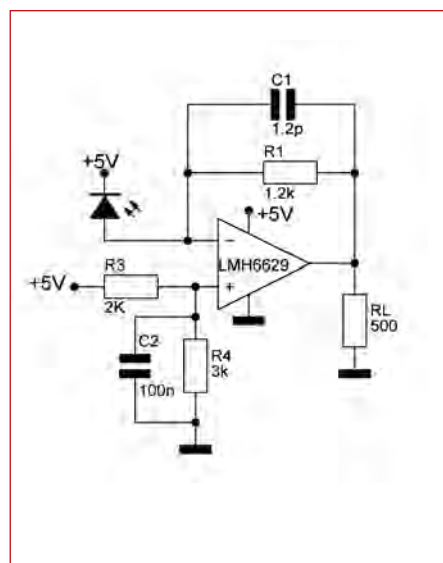 C1
1.2p
R1
1.2k
+5V
+5V
LMH6629
-
+
+5V
R3
2K
C2
100n
R4
3k
RL
500